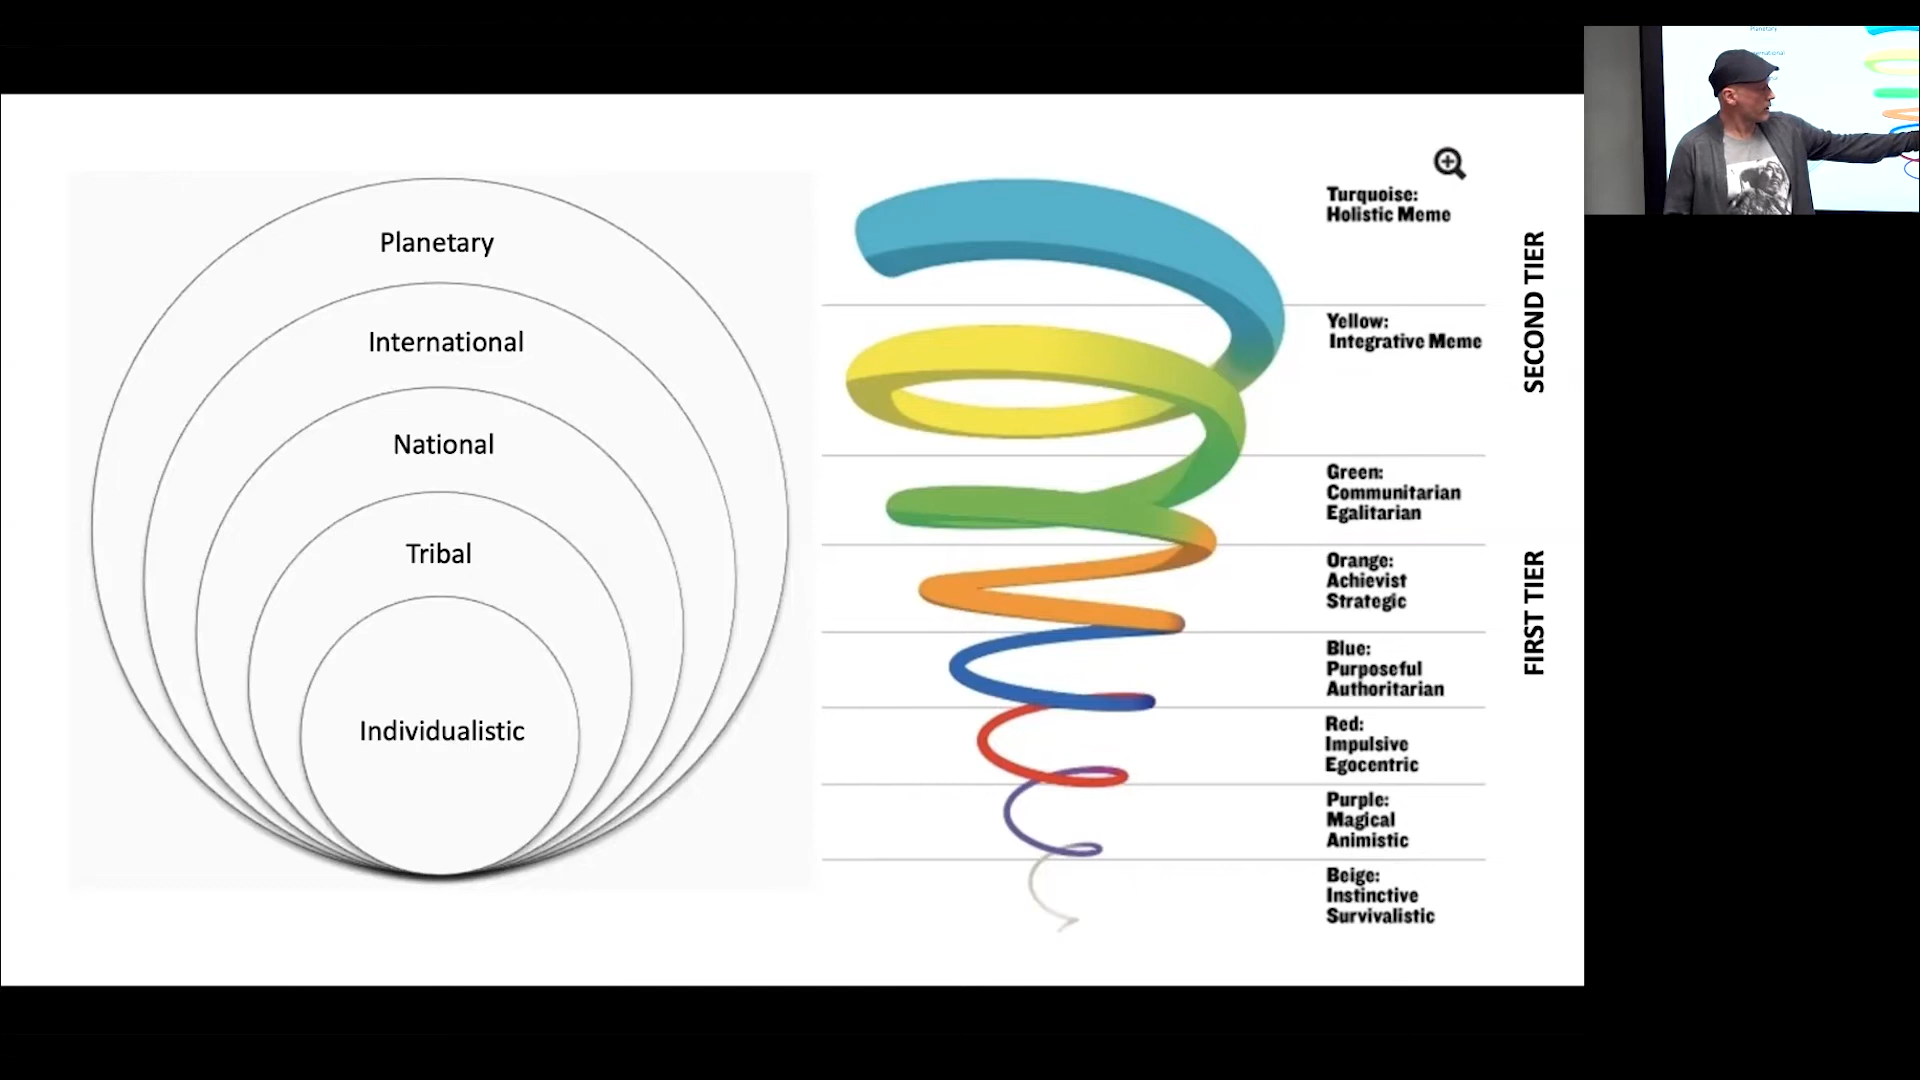 Planetary
International
National
Tribal
Individualistic
Turquoise:
Holistic Meme
Yellow:
Integrative Meme
Green:
Communitarian
Egalitarian
Orange:
Achievist
Strategic
Blue:
Purposeful
Authoritarian
Red:
Impulsive
Egocentric
Purple:
Magical
Animistic
Beige:
Instinctive
Survivalistic
SECOND TIER
FIRST TIER
Planetary